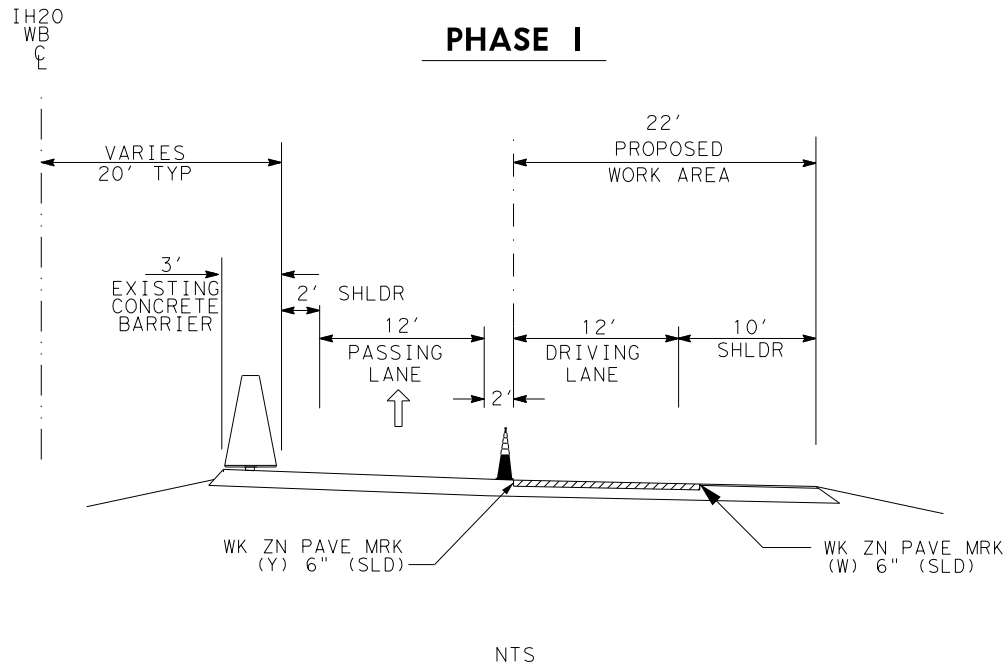 IH20
WB
℄
PHASE I
VARIES
20' TYP
22'
PROPOSED
WORK AREA
3'
EXISTING
CONCRETE
BARRIER
2' SHLDR
12'
PASSING
LANE
2'
12'
DRIVING
LANE
10'
SHLDR
WK ZN PAVE MRK
(Y) 6" (SLD)
WK ZN PAVE MRK
(W) 6" (SLD)
NTS